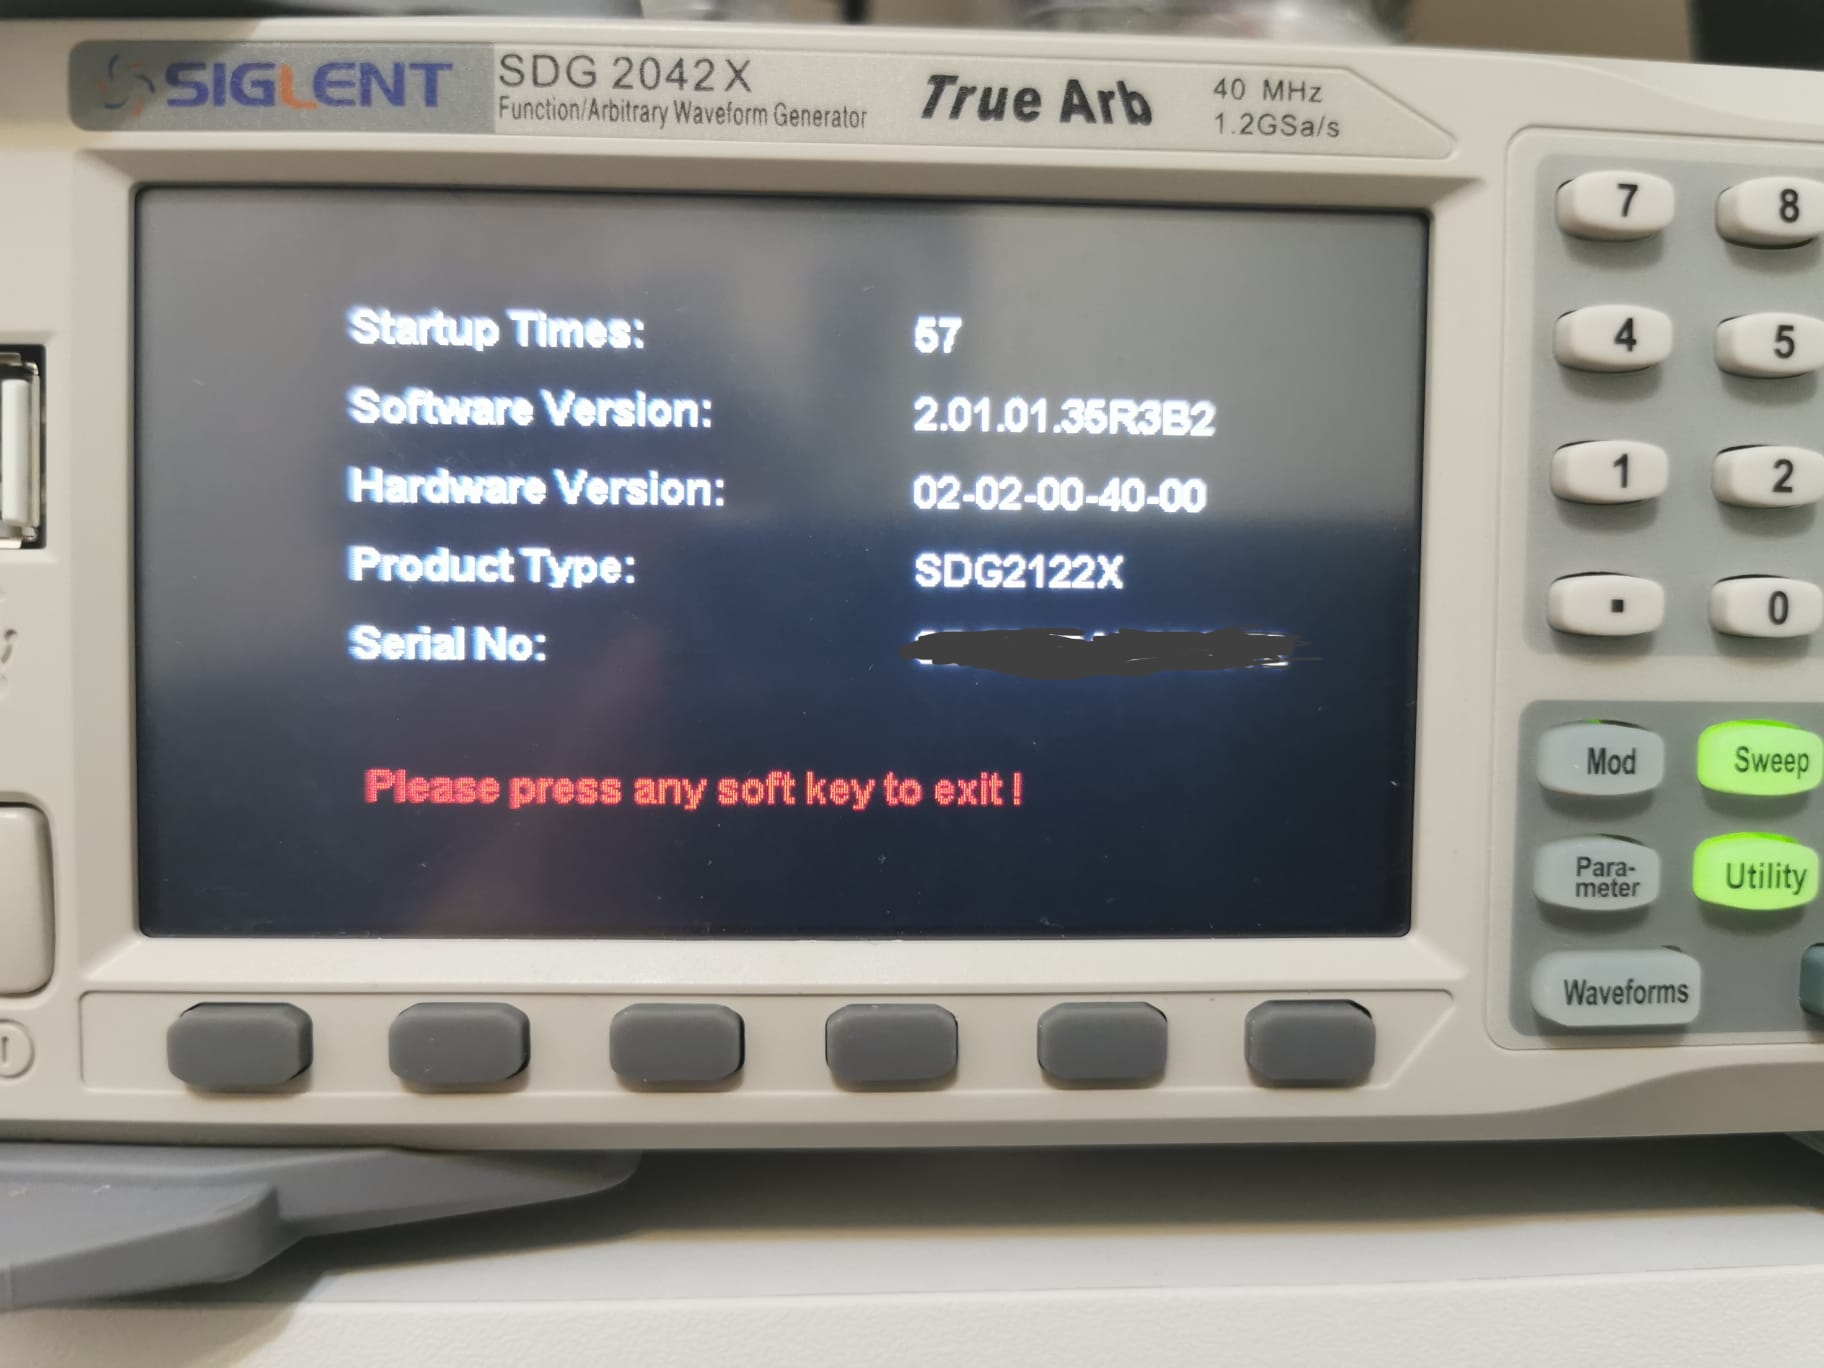 SIGLENT SDG 2042X
Function/Arbitrary Waveform Generator
True Arb
40 MHz
1.2GSa/s
Startup Times: 57
Software Version: 2.01.01.35R3B2
Hardware Version: 02-02-00-40-00
Product Type: SDG2122X
Serial No:
Please press any soft key to exit !
7 8
4 5
1 2
. 0
Mod Sweep
Para-
meter
Utility
Waveforms